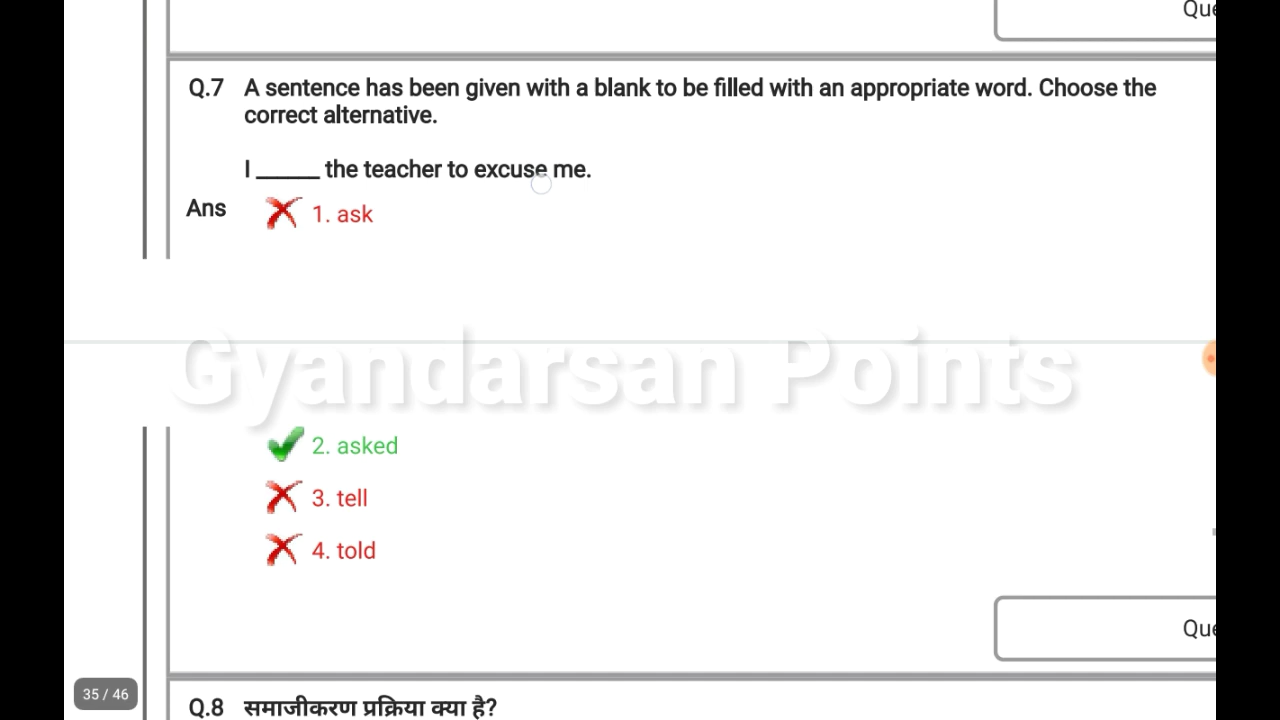 Q.7 A sentence has been given with a blank to be filled with an appropriate word. Choose the
correct alternative.
I ______ the teacher to excuse me.
Ans
1. ask
Gyandarsan Points
2. asked
3. tell
4. told
35 / 46
Q.8 समाजीकरण प्रक्रिया क्या है?